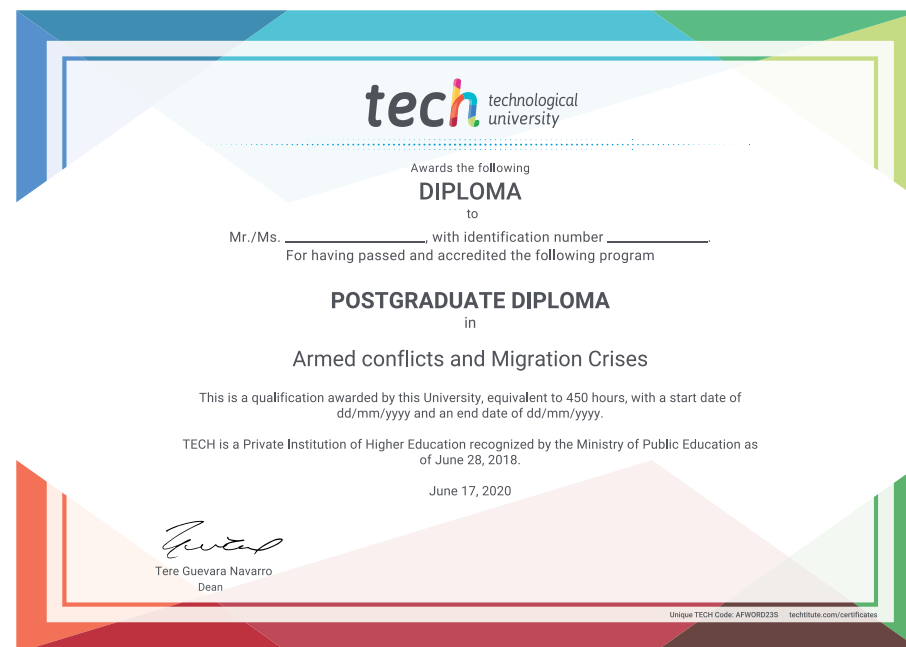 tech technological
university
Awards the following
DIPLOMA
to
Mr./Ms. ____________________, with identification number ______________.
For having passed and accredited the following program
POSTGRADUATE DIPLOMA
in
Armed conflicts and Migration Crises
This is a qualification awarded by this University, equivalent to 450 hours, with a start date of
dd/mm/yyyy and an end date of dd/mm/yyyy.
TECH is a Private Institution of Higher Education recognized by the Ministry of Public Education as
of June 28, 2018.
June 17, 2020
Tere Guevara Navarro
Dean
Unique TECH Code: AFWORD23S techtitute.com/certificates